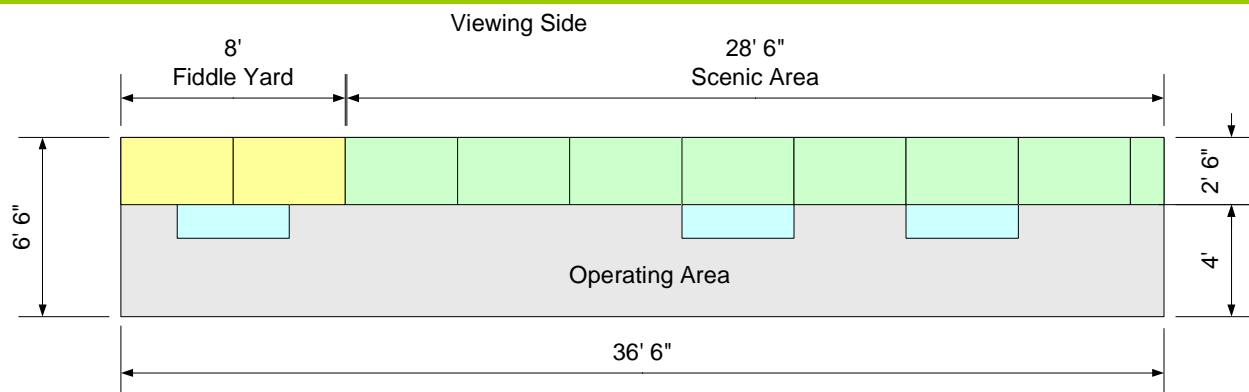 Viewing Side
8'
Fiddle Yard
28' 6"
Scenic Area
6' 6"
2' 6"
4'
Operating Area
36' 6"